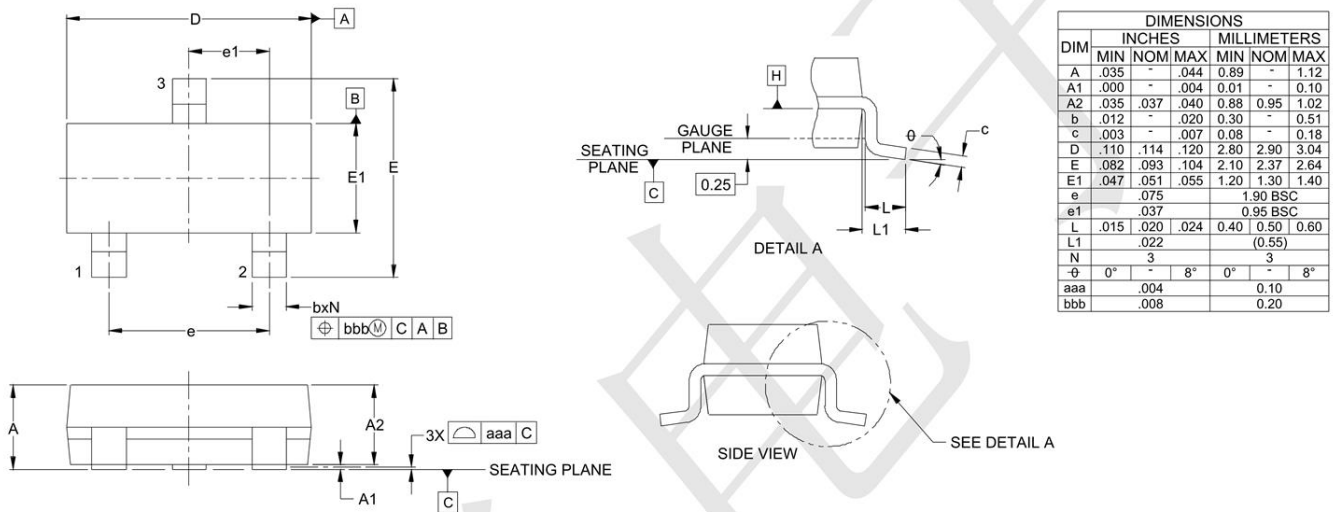 D
A
e1
3
B
E1
E
1
2
bxN
e
⌖ bbbⓂ C A B
A
A2
3X ⌓ aaa C
SEATING PLANE
A1
C
H
GAUGE
PLANE
SEATING
PLANE
C
0.25
θ
c
L
L1
DETAIL A
SIDE VIEW
SEE DETAIL A
DIMENSIONS
DIM INCHES MILLIMETERS
MIN NOM MAX MIN NOM MAX
A .035 - .044 0.89 - 1.12
A1 .000 - .004 0.01 - 0.10
A2 .035 .037 .040 0.88 0.95 1.02
b .012 - .020 0.30 - 0.51
c .003 - .007 0.08 - 0.18
D .110 .114 .120 2.80 2.90 3.04
E .082 .093 .104 2.10 2.37 2.64
E1 .047 .051 .055 1.20 1.30 1.40
e .075 1.90 BSC
e1 .037 0.95 BSC
L .015 .020 .024 0.40 0.50 0.60
L1 .022 (0.55)
N 3 3
θ 0° - 8° 0° - 8°
aaa .004 0.10
bbb .008 0.20